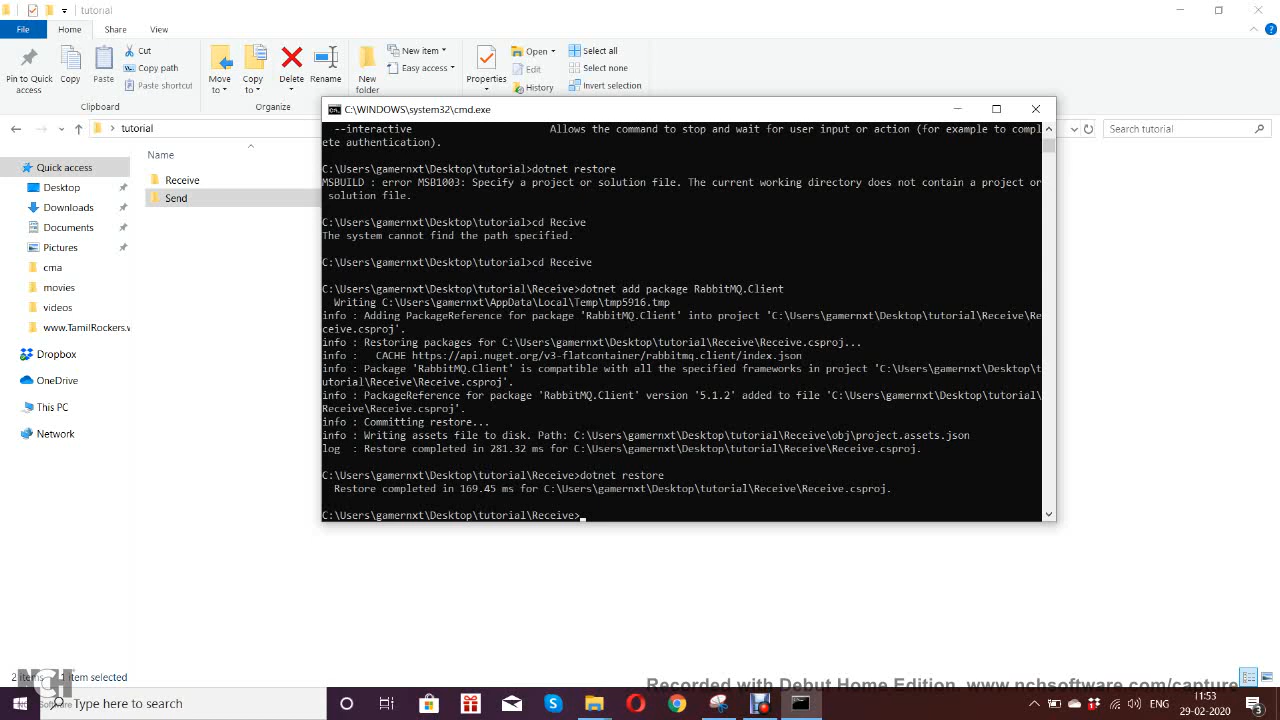 tutorial
File
Home
Share
View
Pin to Quick
access
Copy
Paste
Cut
Copy path
Paste shortcut
Clipboard
Move
to
Copy
to
Delete
Rename
Organize
New
folder
New item
Easy access
Properties
Open
Edit
History
Select all
Select none
Invert selection
tutorial
Search tutorial
Quick access
Desktop
Downloads
Documents
Pictures
cma
movies
videos
www.TamilRockers.w
Dropbox
OneDrive
This PC
Network
Name
Receive
Send
C:\WINDOWS\system32\cmd.exe
--interactive Allows the command to stop and wait for user input or action (for example to compl
ete authentication).
C:\Users\gamernxt\Desktop\tutorial>dotnet restore
MSBUILD : error MSB1003: Specify a project or solution file. The current working directory does not contain a project or
solution file.
C:\Users\gamernxt\Desktop\tutorial>cd Recive
The system cannot find the path specified.
C:\Users\gamernxt\Desktop\tutorial>cd Receive
C:\Users\gamernxt\Desktop\tutorial\Receive>dotnet add package RabbitMQ.Client
Writing C:\Users\gamernxt\AppData\Local\Temp\tmp5916.tmp
info : Adding PackageReference for package 'RabbitMQ.Client' into project 'C:\Users\gamernxt\Desktop\tutorial\Receive\Re
ceive.csproj'.
info : Restoring packages for C:\Users\gamernxt\Desktop\tutorial\Receive\Receive.csproj...
info : CACHE https://api.nuget.org/v3-flatcontainer/rabbitmq.client/index.json
info : Package 'RabbitMQ.Client' is compatible with all the specified frameworks in project 'C:\Users\gamernxt\Desktop\t
utorial\Receive\Receive.csproj'.
info : PackageReference for package 'RabbitMQ.Client' version '5.1.2' added to file 'C:\Users\gamernxt\Desktop\tutorial\
Receive\Receive.csproj'.
info : Committing restore...
info : Writing assets file to disk. Path: C:\Users\gamernxt\Desktop\tutorial\Receive\obj\project.assets.json
log : Restore completed in 281.32 ms for C:\Users\gamernxt\Desktop\tutorial\Receive\Receive.csproj.
C:\Users\gamernxt\Desktop\tutorial\Receive>dotnet restore
Restore completed in 169.45 ms for C:\Users\gamernxt\Desktop\tutorial\Receive\Receive.csproj.
C:\Users\gamernxt\Desktop\tutorial\Receive>
1 item selected
NCH
Software
Recorded with Debut Home Edition. www.nchsoftware.com/capture
Type here to search
ENG
11:53
29-02-2020
3